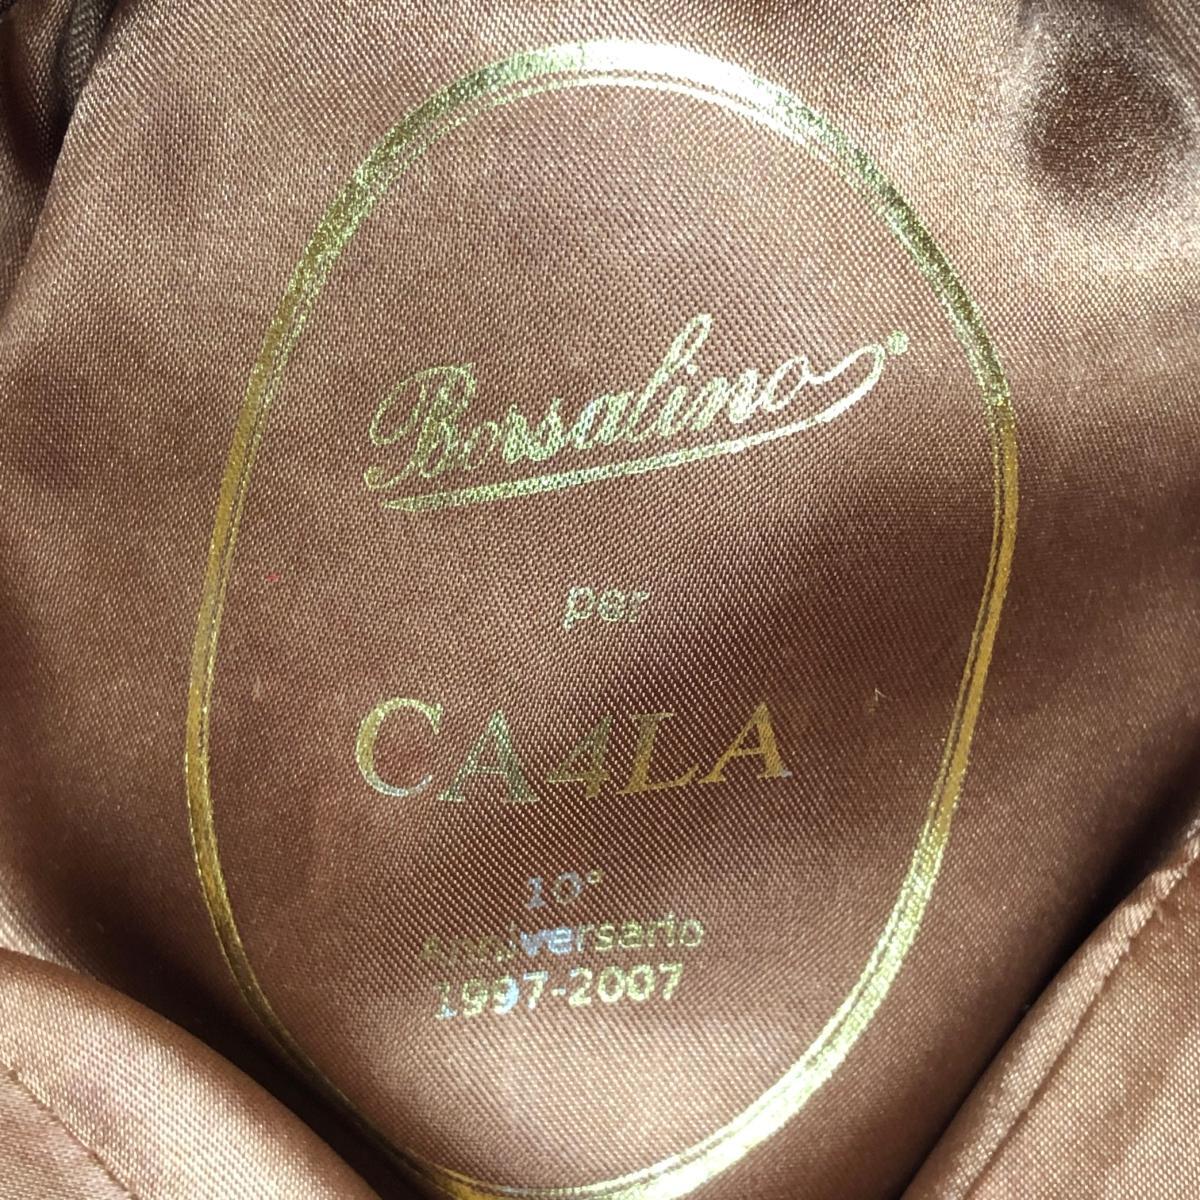 Borsalino
per
CA4LA
10°
Anniversario
1997-2007